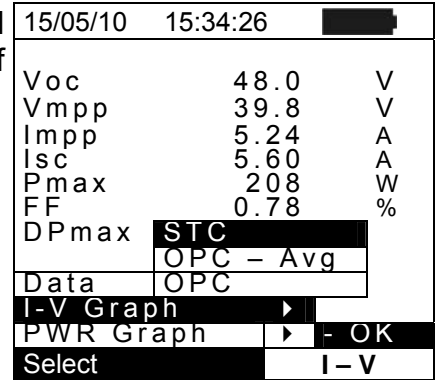 15/05/10 15:34:26
Voc 48.0 V
Vmpp 39.8 V
Impp 5.24 A
Isc 5.60 A
Pmax 208 W
FF 0.78 %
DPmax STC
OPC – Avg
Data OPC
I-V Graph
PWR Graph - OK
Select I – V